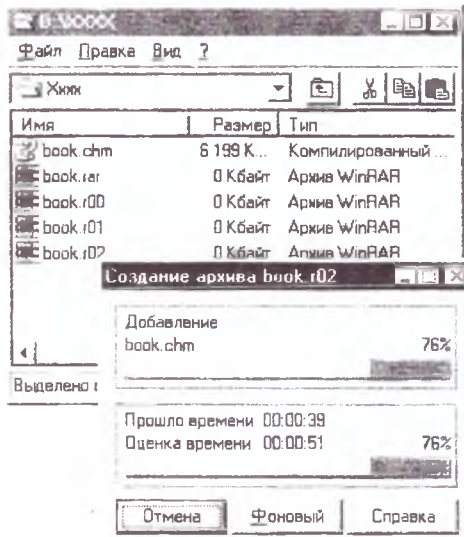 Файл Правка Вид ?
Xxxx
Имя Размер Тип
book.chm 6 199 К... Компилированный ...
book.rar 0 Кбайт Архив WinRAR
book.r00 0 Кбайт Архив WinRAR
book.r01 0 Кбайт Архив WinRAR
book.r02 0 Кбайт Архив WinRAR
Создание архива book.r02
Добавление
book.chm 76%
Выделено
Прошло времени 00:00:39
Оценка времени 00:00:51 76%
Отмена Фоновый Справка